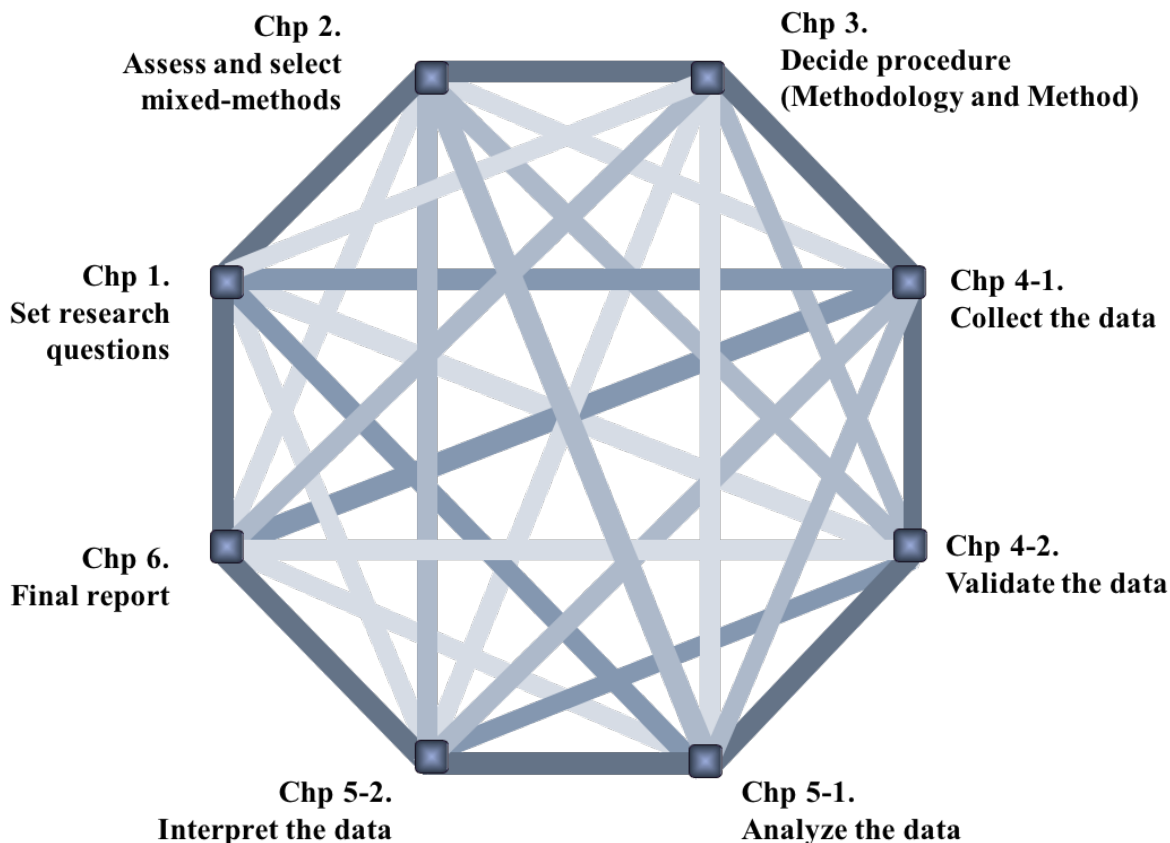 Chp 2.
Assess and select
mixed-methods
Chp 3.
Decide procedure
(Methodology and Method)
Chp 1.
Set research
questions
Chp 4-1.
Collect the data
Chp 6.
Final report
Chp 4-2.
Validate the data
Chp 5-2.
Interpret the data
Chp 5-1.
Analyze the data